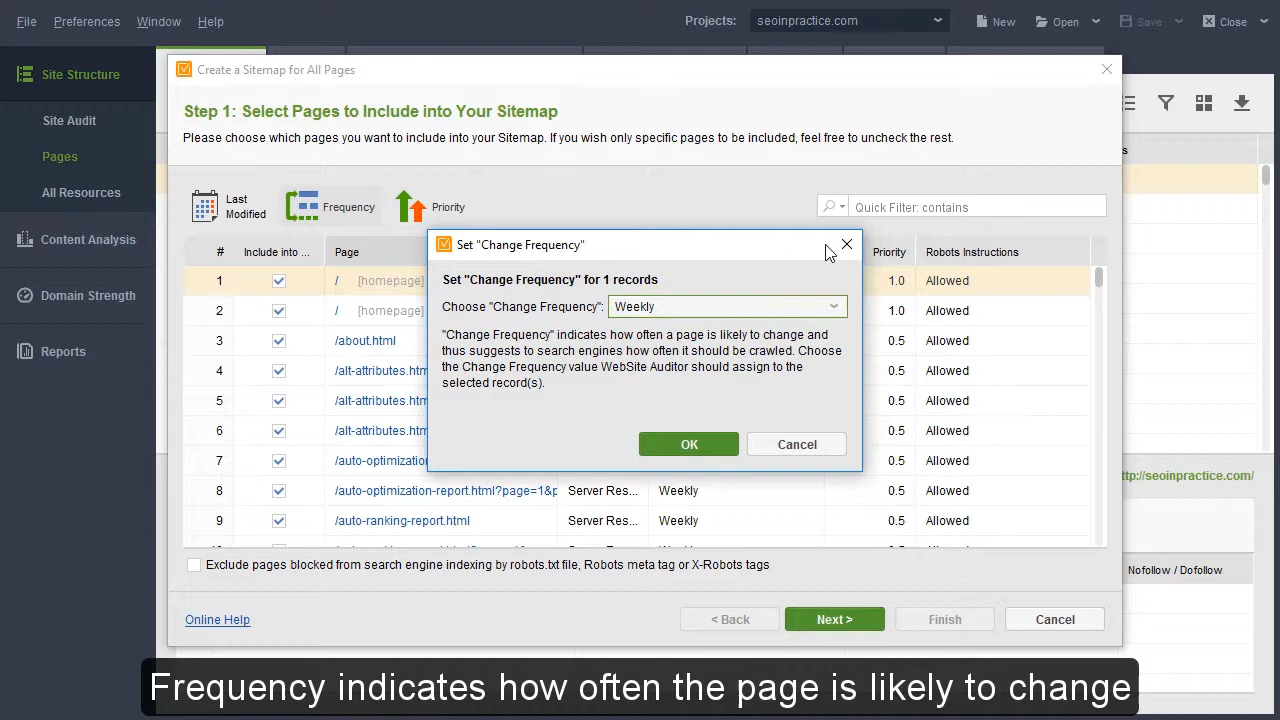 File Preferences Window Help Projects: seoinpractice.com New Open Save Close
Site Structure
Site Audit
Pages
All Resources
Content Analysis
Domain Strength
Reports
Create a Sitemap for All Pages
Step 1: Select Pages to Include into Your Sitemap
Please choose which pages you want to include into your Sitemap. If you wish only specific pages to be included, feel free to uncheck the rest.
Last Modified Frequency Priority Quick Filter: contains
# Include into ... Page Priority Robots Instructions
1 / [homepage] 1.0 Allowed
2 / [homepage] 1.0 Allowed
3 /about.html 0.5 Allowed
4 /alt-attributes.htm 0.5 Allowed
5 /alt-attributes.htm 0.5 Allowed
6 /alt-attributes.htm 0.5 Allowed
7 /auto-optimization 0.5 Allowed
8 /auto-optimization-report.html?page=1&p Server Res... Weekly 0.5 Allowed
9 /auto-ranking-report.html Server Res... Weekly 0.5 Allowed
Set "Change Frequency"
Set "Change Frequency" for 1 records
Choose "Change Frequency": Weekly
"Change Frequency" indicates how often a page is likely to change and
thus suggests to search engines how often it should be crawled. Choose
the Change Frequency value WebSite Auditor should assign to the
selected record(s).
OK Cancel
Exclude pages blocked from search engine indexing by robots.txt file, Robots meta tag or X-Robots tags
Online Help < Back Next > Finish Cancel
http://seoinpractice.com/
Nofollow / Dofollow
Frequency indicates how often the page is likely to change